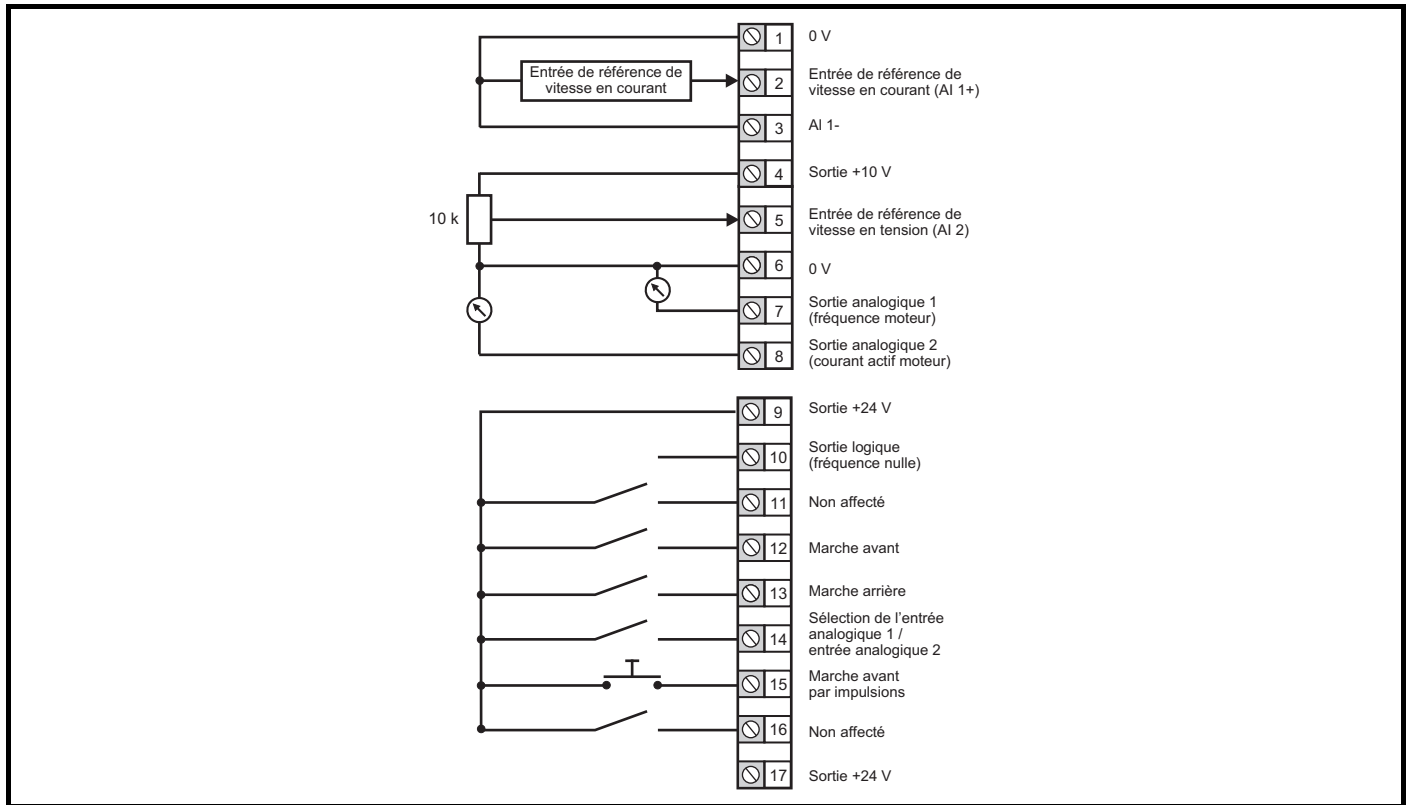 1 0 V
Entrée de référence de
vitesse en courant
2 Entrée de référence de
vitesse en courant (AI 1+)
3 AI 1-
4 Sortie +10 V
10 k
5 Entrée de référence de
vitesse en tension (AI 2)
6 0 V
7 Sortie analogique 1
(fréquence moteur)
8 Sortie analogique 2
(courant actif moteur)
9 Sortie +24 V
10 Sortie logique
(fréquence nulle)
11 Non affecté
12 Marche avant
13 Marche arrière
14 Sélection de l'entrée
analogique 1 /
entrée analogique 2
15 Marche avant
par impulsions
16 Non affecté
17 Sortie +24 V